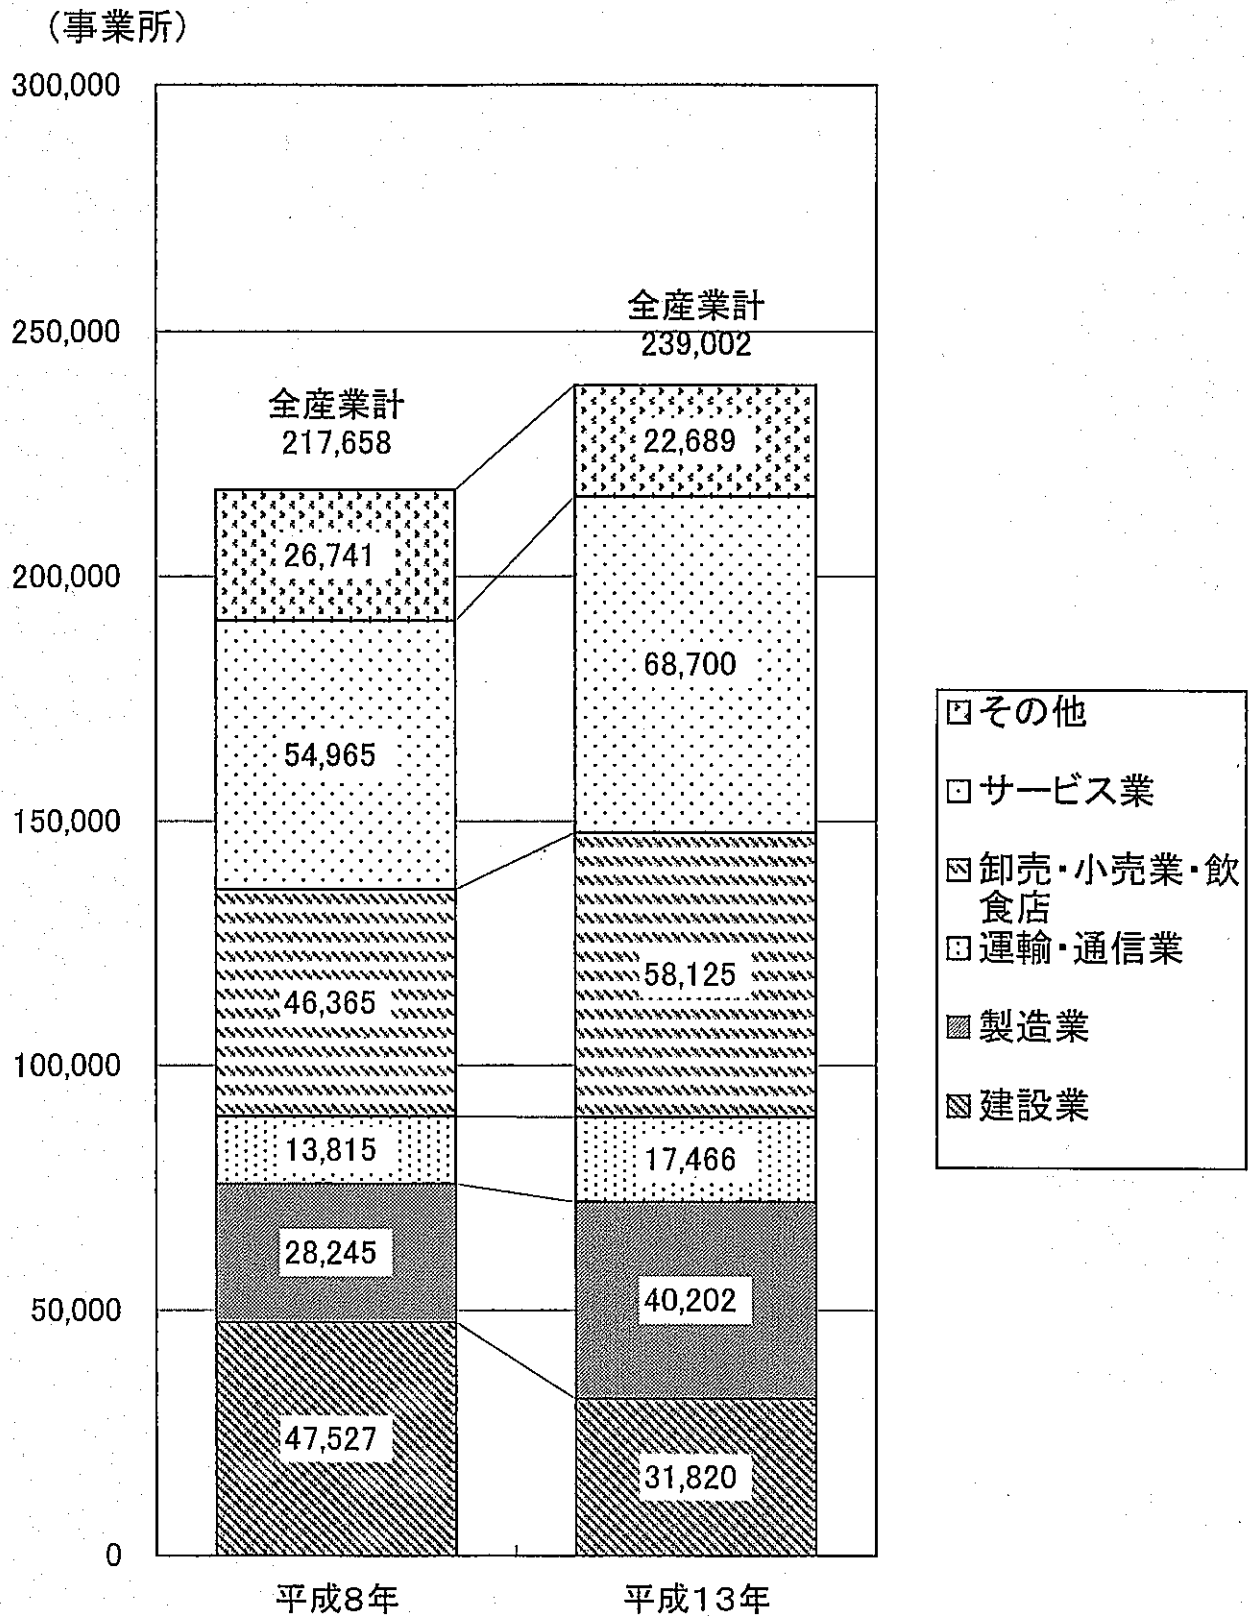 （事業所）
300,000
250,000
200,000
150,000
100,000
50,000
0
全産業計
217,658
26,741
54,965
46,365
13,815
28,245
47,527
全産業計
239,002
22,689
68,700
58,125
17,466
40,202
31,820
平成8年
平成13年
その他
サービス業
卸売・小売業・飲
食店
運輸・通信業
製造業
建設業